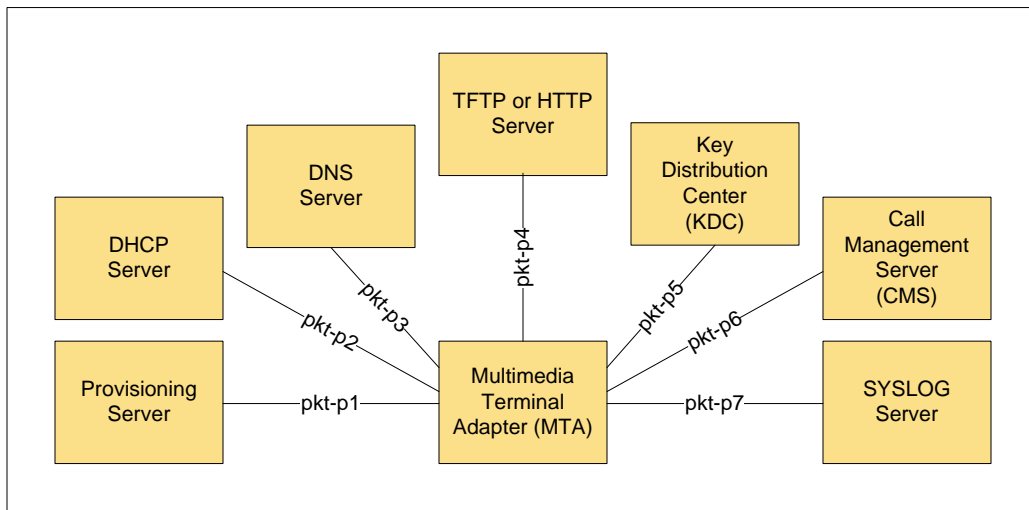 TFTP or HTTP
Server
DNS
Server
Key
Distribution
Center
(KDC)
DHCP
Server
Call
Management
Server
(CMS)
pkt-p4
pkt-p3
pkt-p5
pkt-p2
pkt-p6
Provisioning
Server
pkt-p1
Multimedia
Terminal
Adapter (MTA)
pkt-p7
SYSLOG
Server